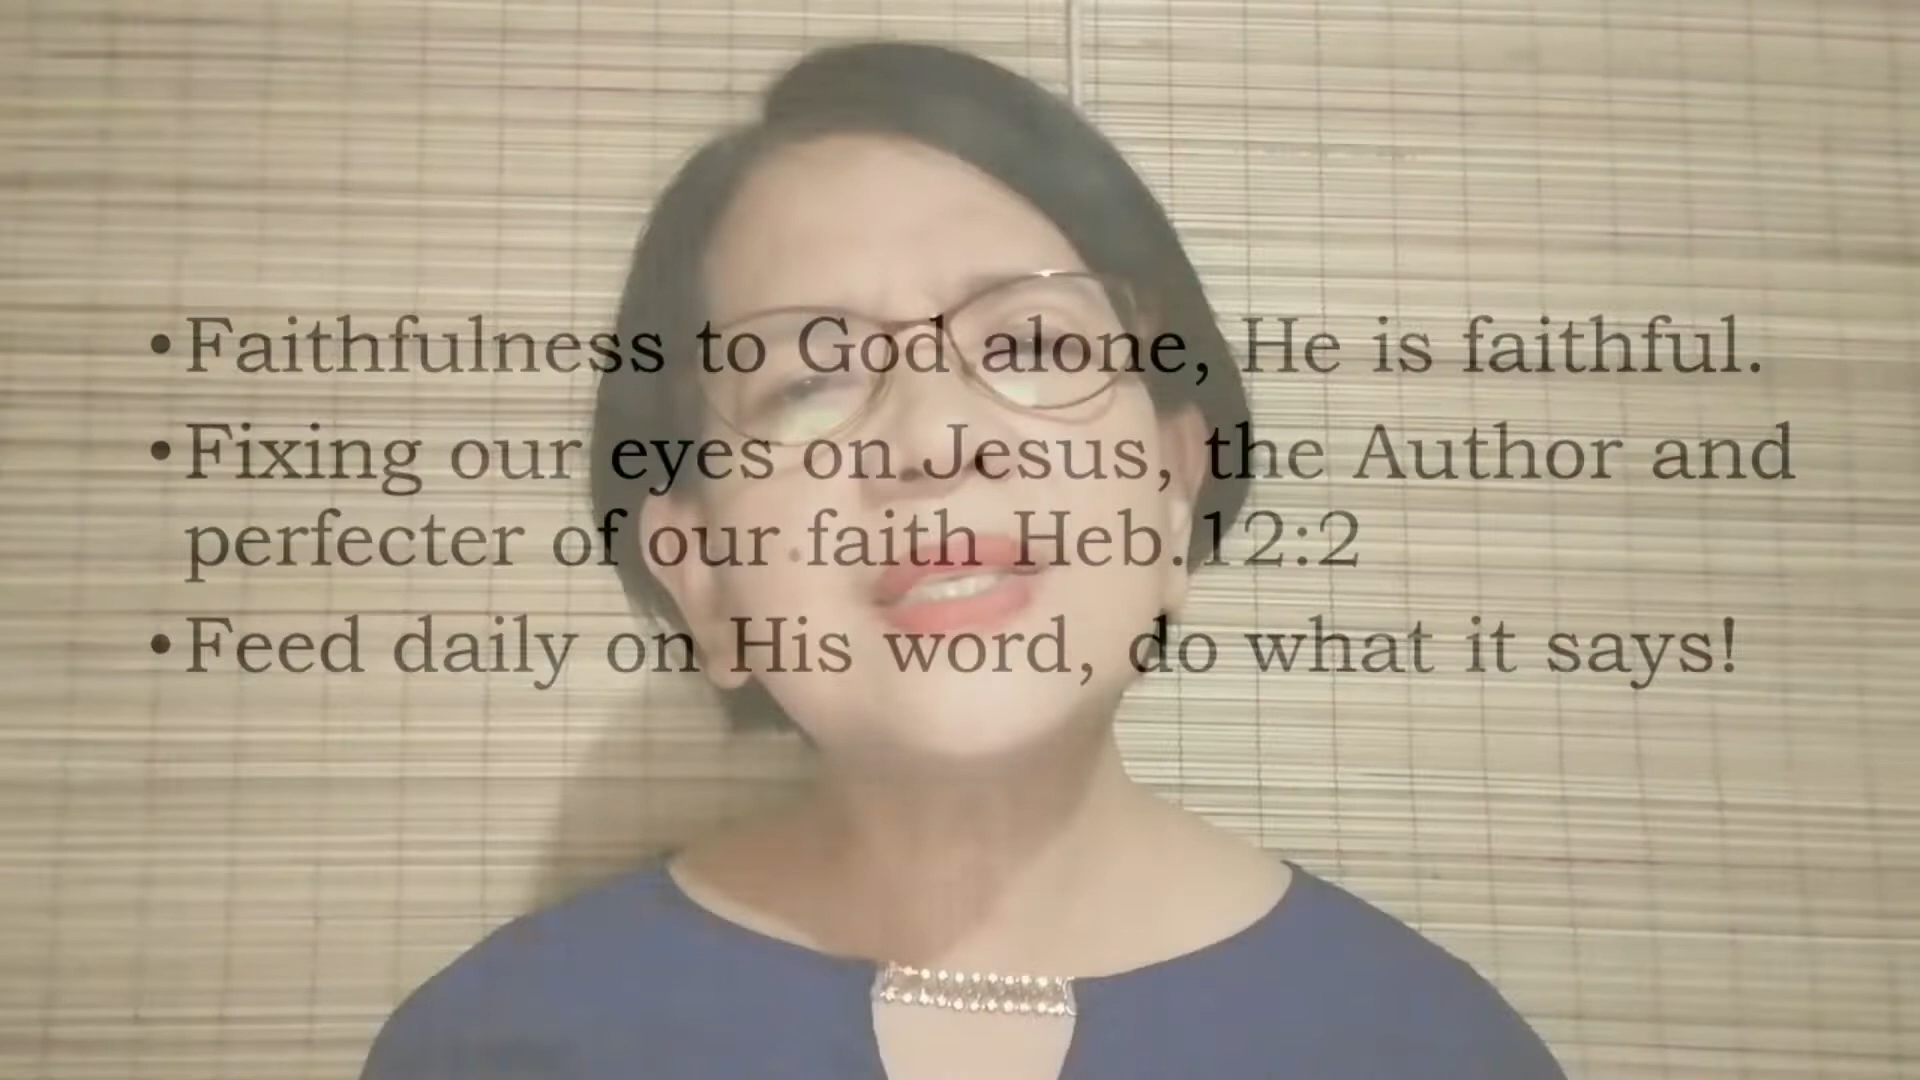 •Faithfulness to God alone, He is faithful.
•Fixing our eyes on Jesus, the Author and
perfecter of our faith Heb.12:2
•Feed daily on His word, do what it says!